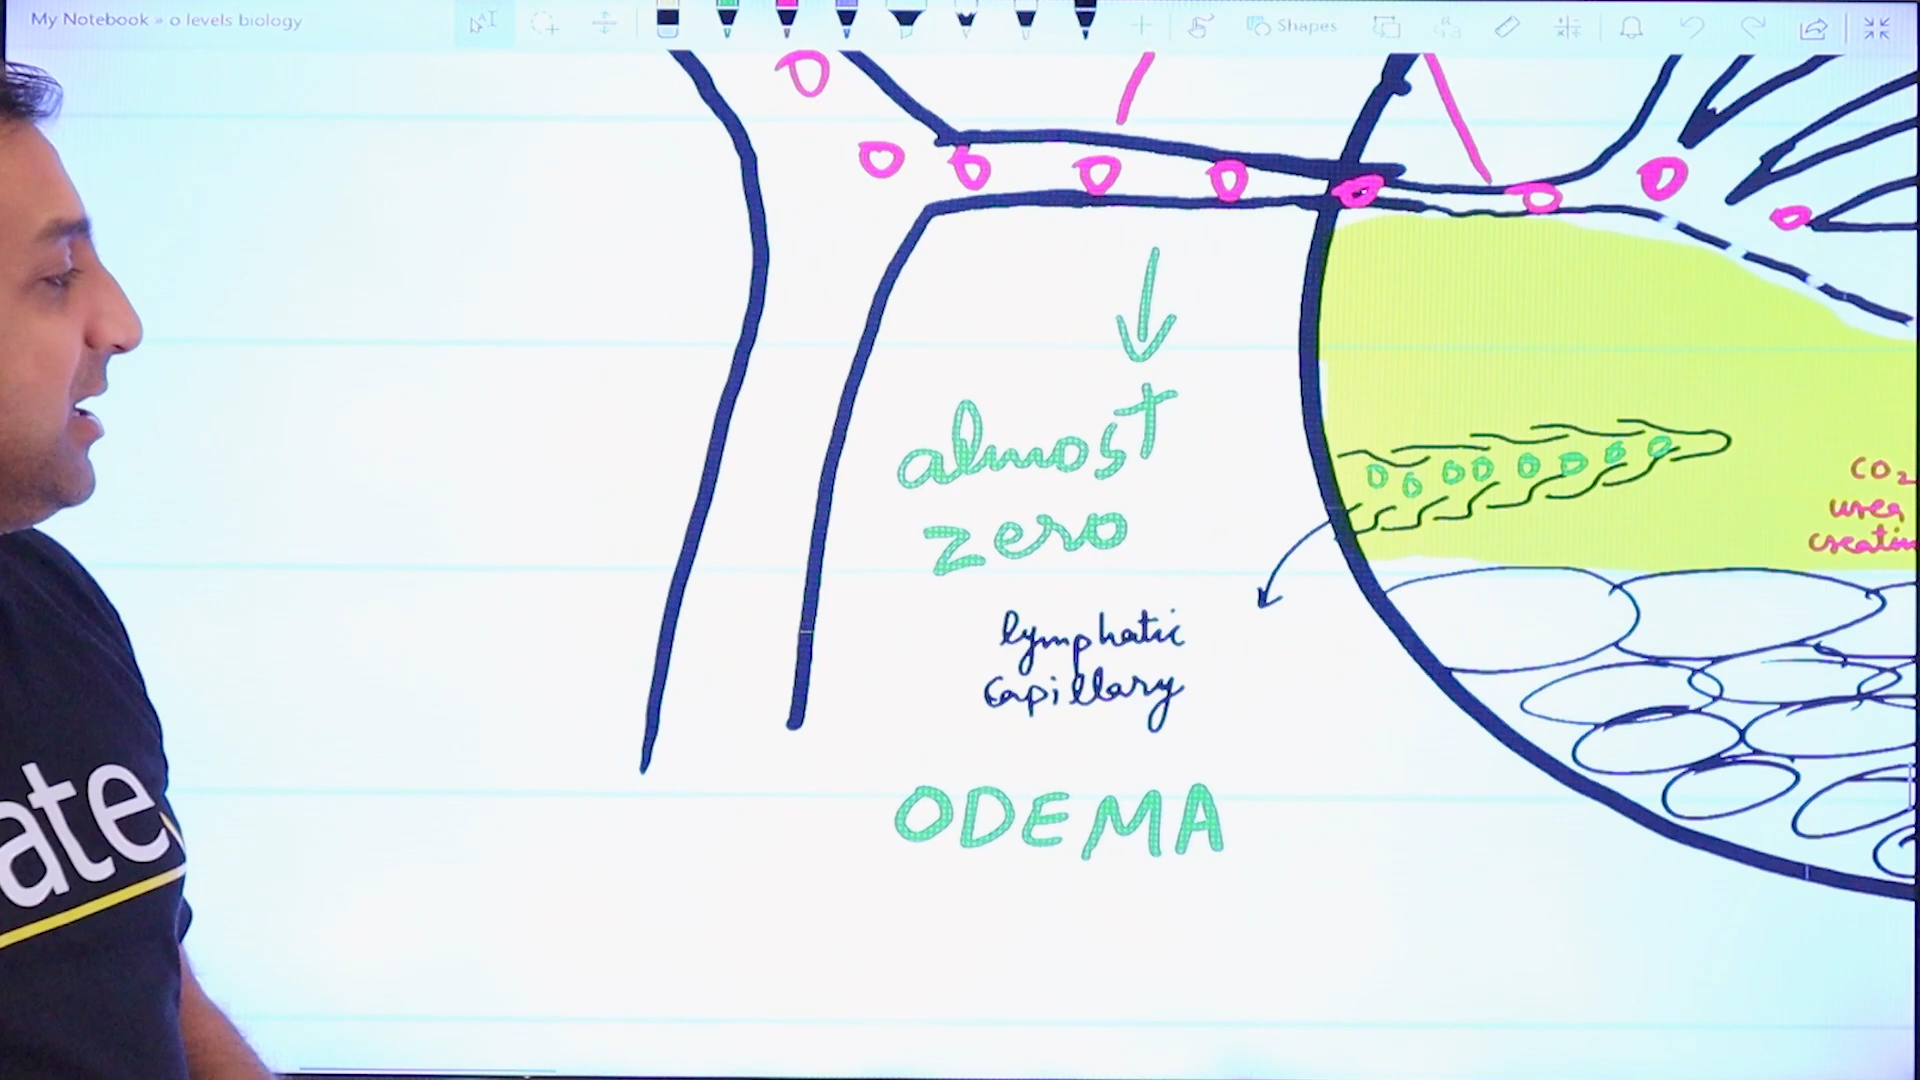 My Notebook » o levels biology
Shapes
almost
zero
CO2
urea
lymphatic
capillary
ODEMA
ate